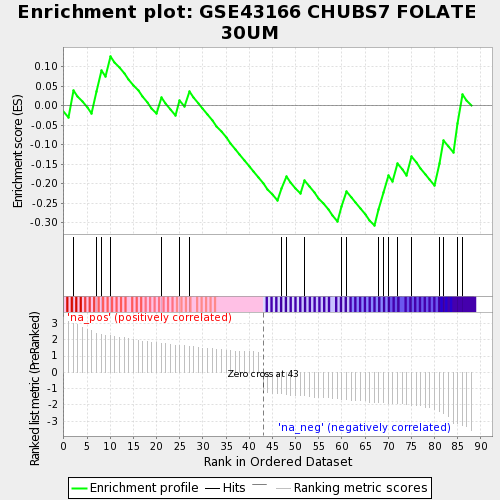 Enrichment plot: GSE43166 CHUBS7 FOLATE
30UM
Enrichment score (ES)
0.10
0.05
0.00
-0.05
-0.10
-0.15
-0.20
-0.25
-0.30
'na_pos' (positively correlated)
Ranked list metric (PreRanked)
3
2
1
0
-1
-2
-3
Zero cross at 43
'na_neg' (negatively correlated)
0 5 10 15 20 25 30 35 40 45 50 55 60 65 70 75 80 85 90
Rank in Ordered Dataset
Enrichment profile Hits Ranking metric scores